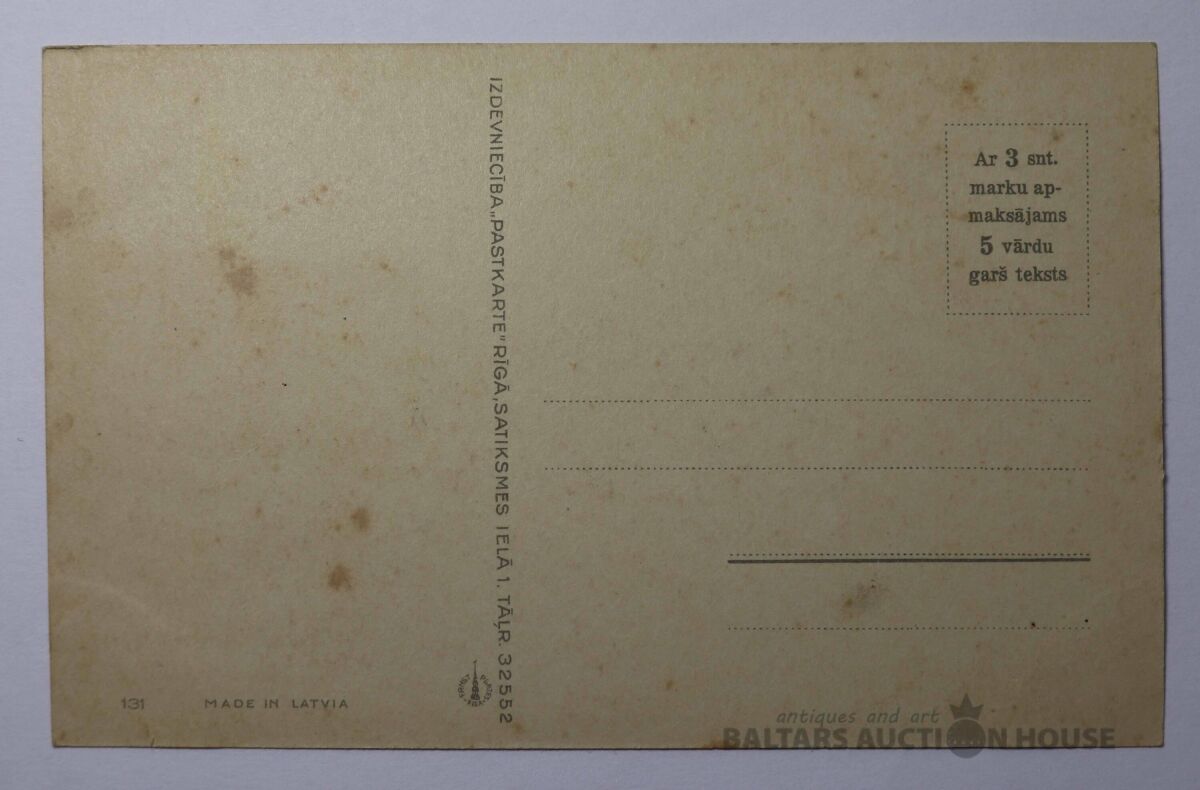 IZDEVNIECĪBA „PASTKARTE" RĪGĀ, SATIKSMES IELĀ 1. TĀĻR. 32552
Ar 3 snt.
marku ap-
maksājams
5 vārdu
garš teksts
131 MADE IN LATVIA
antiques and art
BALTARS AUCTION HOUSE